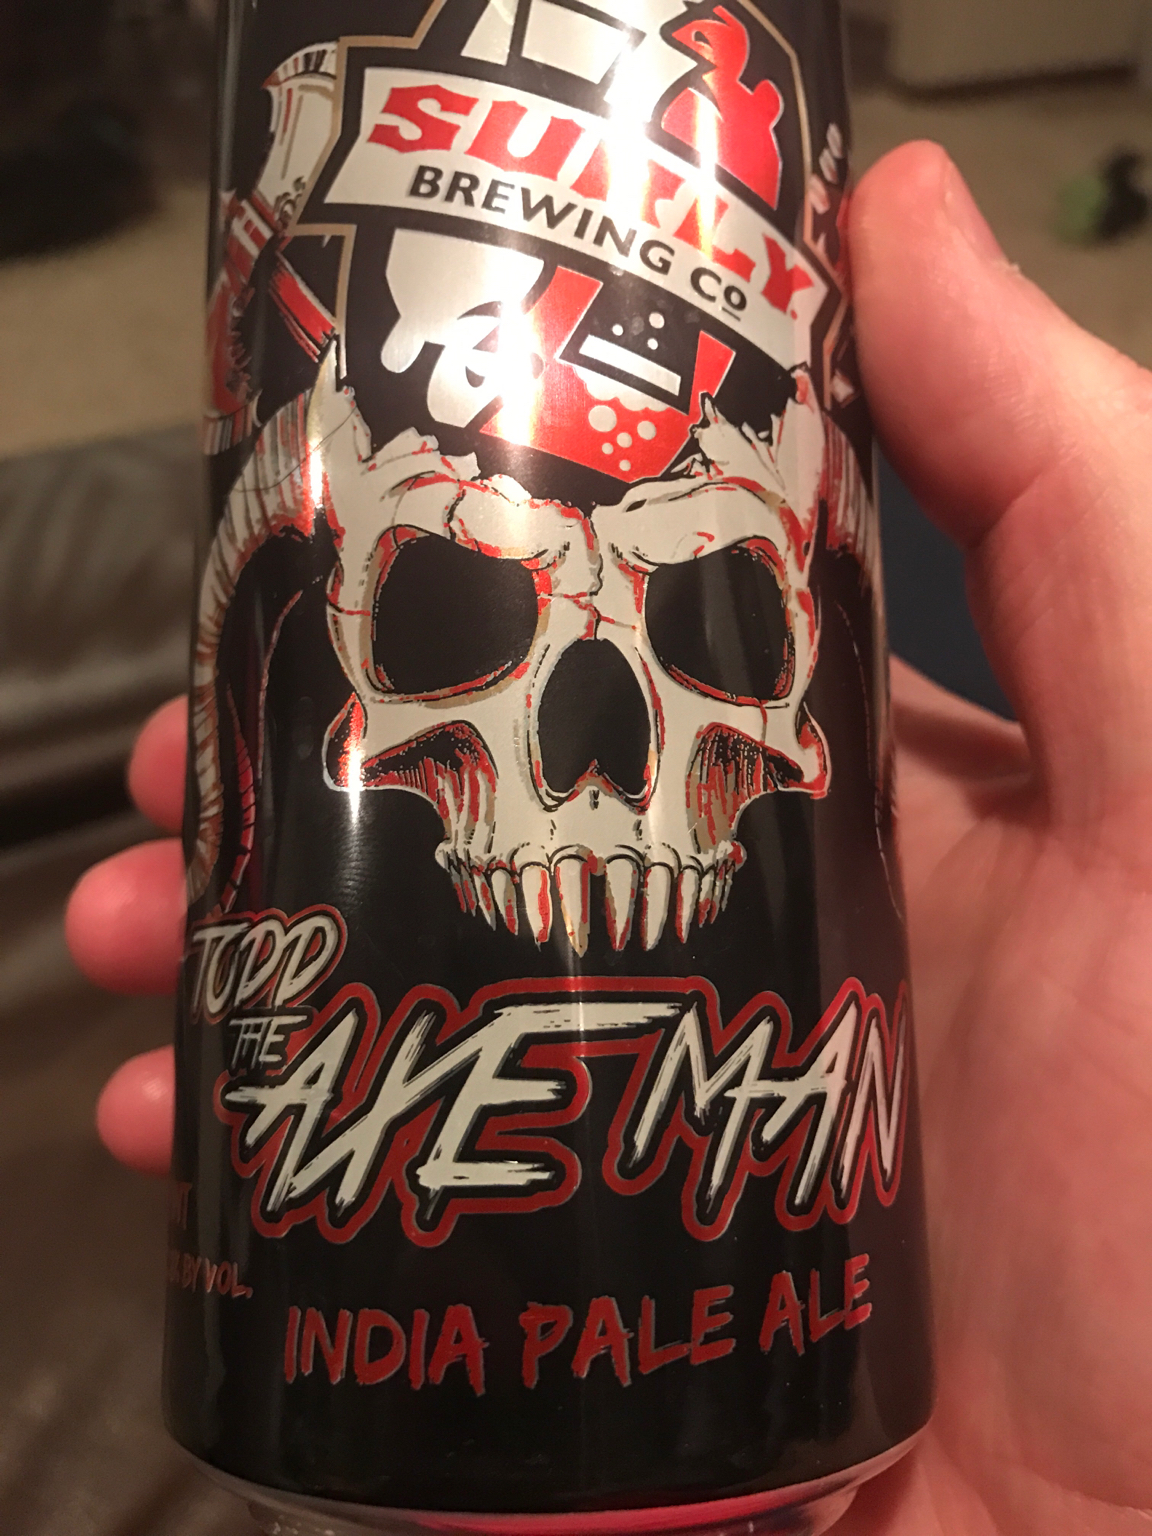 SURLY
BREWING Co
TODD
THE
AXE MAN
BY VOL.
INDIA PALE ALE